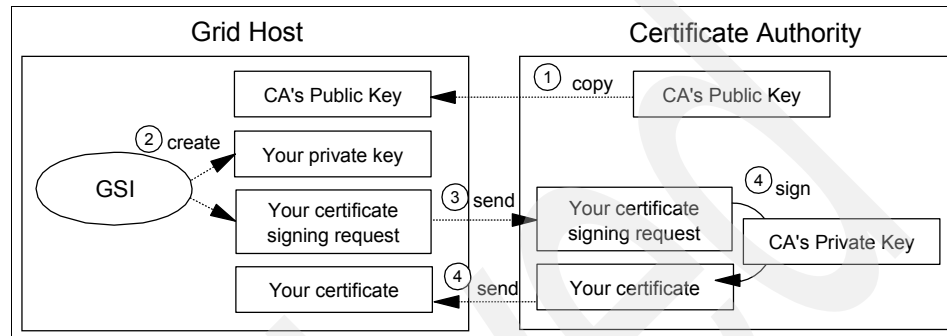 Grid Host
Certificate Authority
CA's Public Key
1 copy
CA's Public Key
2 create
Your private key
GSI
Your certificate
signing request
3 send
Your certificate
signing request
4 sign
CA's Private Key
Your certificate
4 send
Your certificate